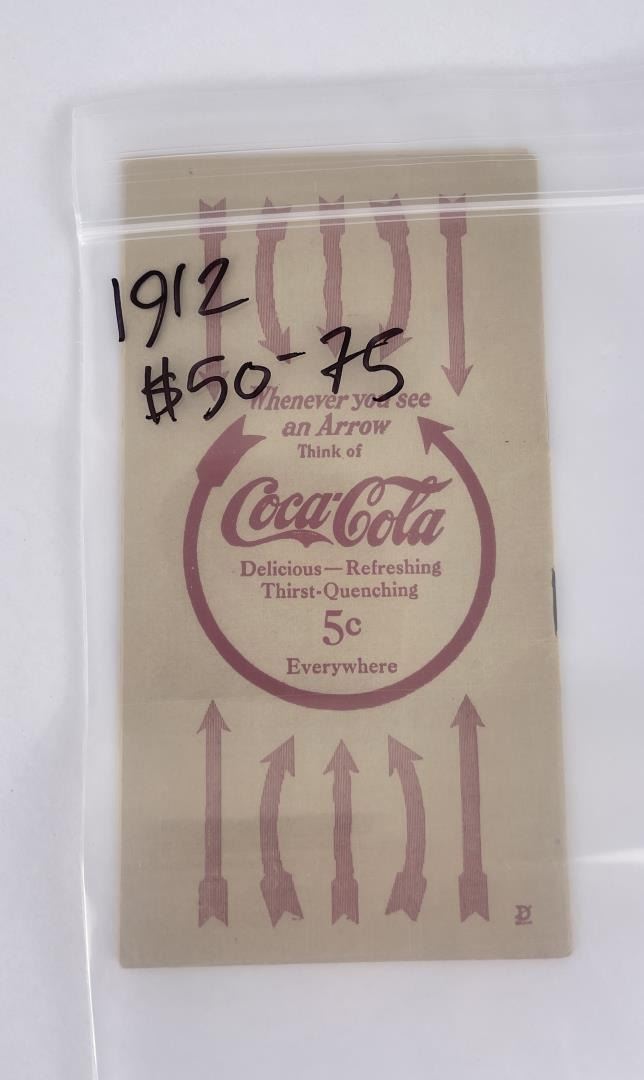 1912
$50-75
Whenever you see
an Arrow
Think of
Coca-Cola
Delicious—Refreshing
Thirst-Quenching
5c
Everywhere